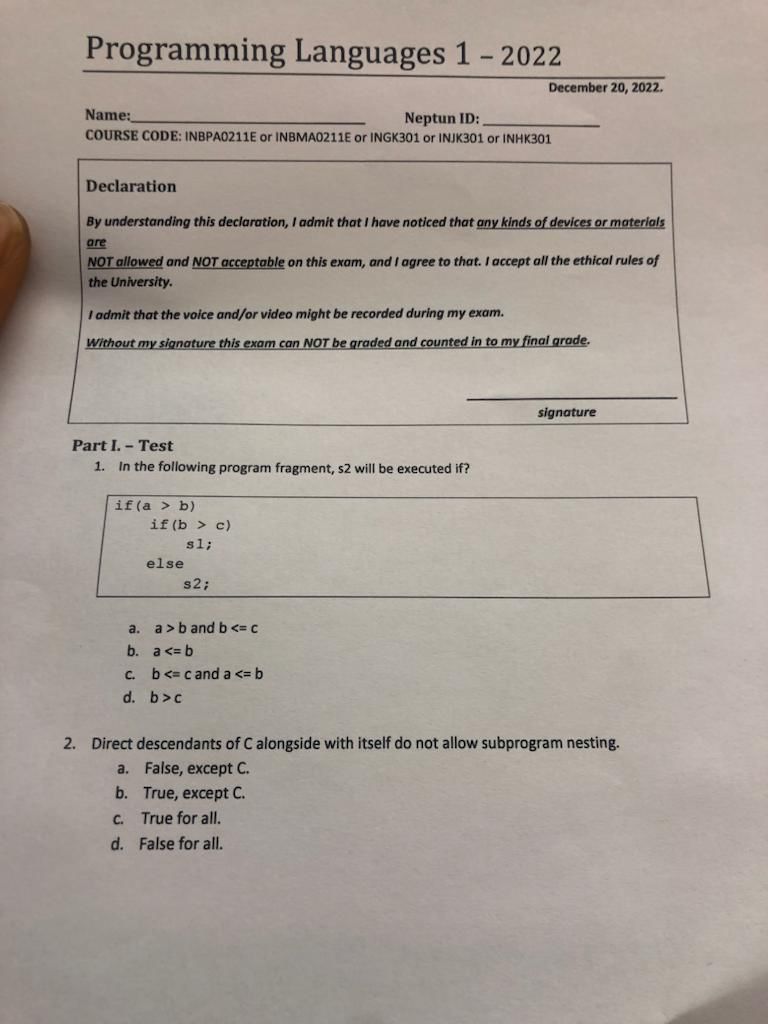 Programming Languages 1 – 2022
December 20, 2022.
Name:
Neptun ID:
COURSE CODE: INBPA0211E or INBMA0211E or INGK301 or INJK301 or INHK301
Declaration
By understanding this declaration, I admit that I have noticed that any kinds of devices or materials
are
NOT allowed and NOT acceptable on this exam, and I agree to that. I accept all the ethical rules of
the University.
I admit that the voice and/or video might be recorded during my exam.
Without my signature this exam can NOT be graded and counted in to my final grade.
signature
Part I. – Test
1. In the following program fragment, s2 will be executed if?
if(a > b)
if(b > c)
s1;
else
s2;
a. a > b and b <= c
b. a <= b
c. b <= c and a <= b
d. b > c
2. Direct descendants of C alongside with itself do not allow subprogram nesting.
a. False, except C.
b. True, except C.
c. True for all.
d. False for all.